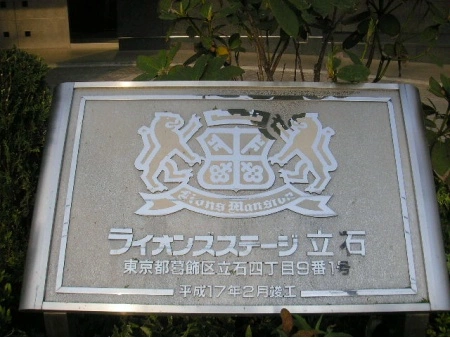 Lions Mansion
ライオンズステージ立石
東京都葛飾区立石四丁目9番1号
平成17年2月竣工